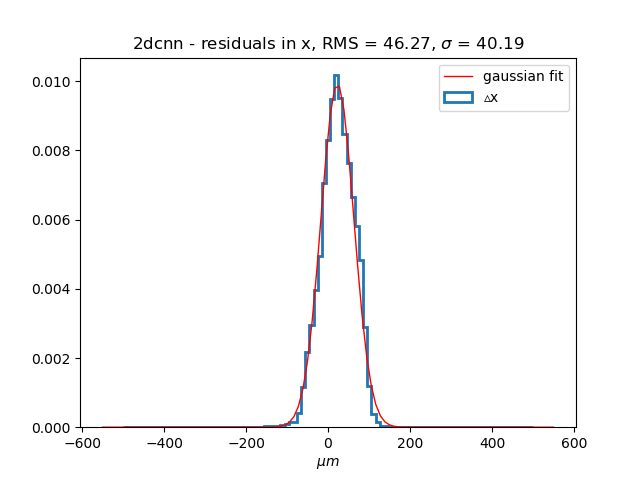 2dcnn - residuals in x, RMS = 46.27, σ = 40.19
gaussian fit
△x
0.010
0.008
0.006
0.004
0.002
0.000
−600 −400 −200 0 200 400 600
μm